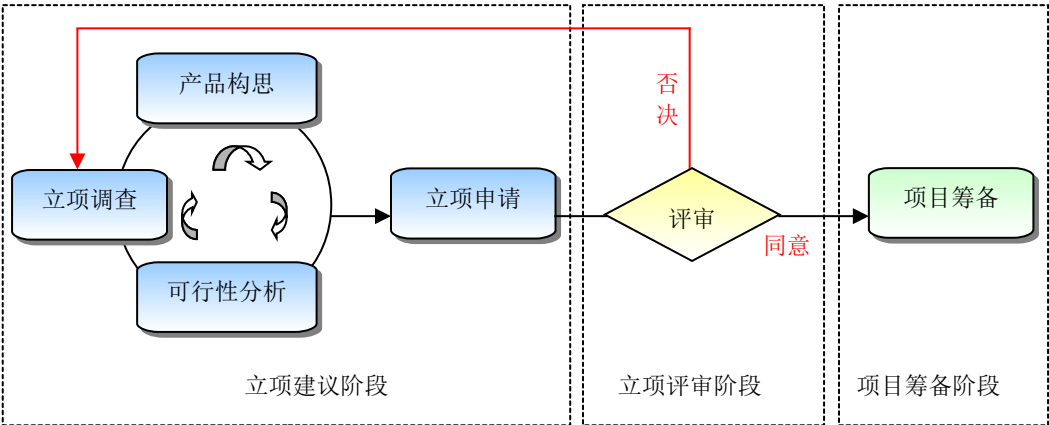 产品构思
否
决
立项调查
立项申请
评审
项目筹备
同意
可行性分析
立项建议阶段
立项评审阶段
项目筹备阶段